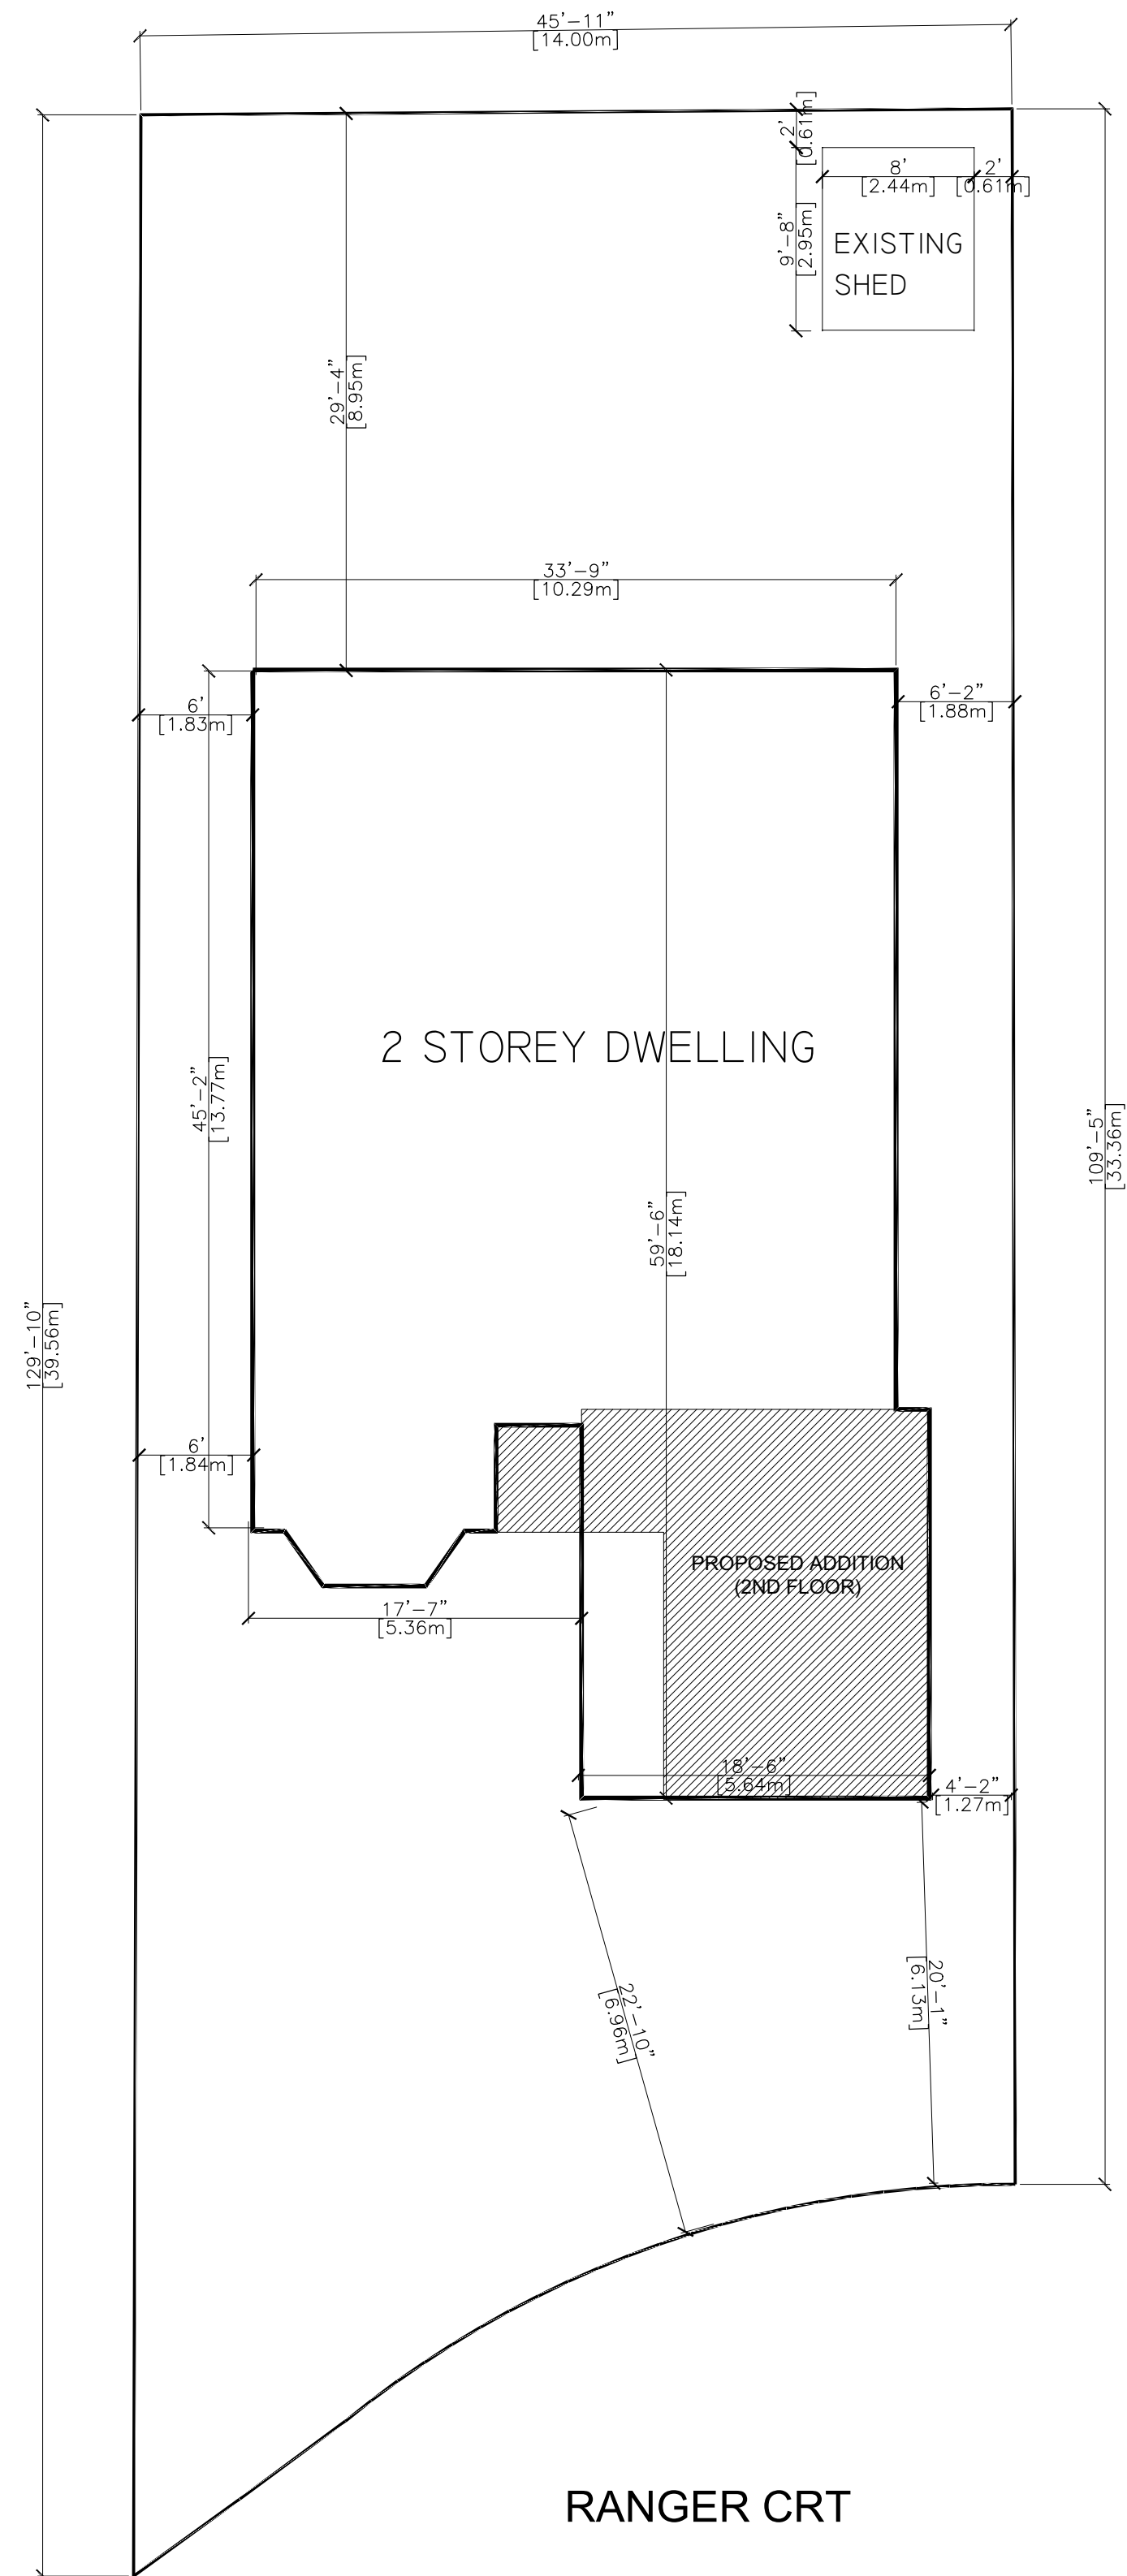 45'-11"
[14.00m]
2'
[0.61m]
8'
[2.44m]
2'
[0.61m]
9'-8"
[2.95m]
EXISTING
SHED
29'-4"
[8.95m]
33'-9"
[10.29m]
6'
[1.83m]
6'-2"
[1.88m]
2 STOREY DWELLING
45'-2"
[13.77m]
109'-5"
[33.36m]
59'-6"
[18.14m]
129'-10"
[39.56m]
6'
[1.84m]
PROPOSED ADDITION
(2ND FLOOR)
17'-7"
[5.36m]
18'-6"
[5.64m]
4'-2"
[1.27m]
20'-1"
[6.13m]
22'-10"
[6.96m]
RANGER CRT